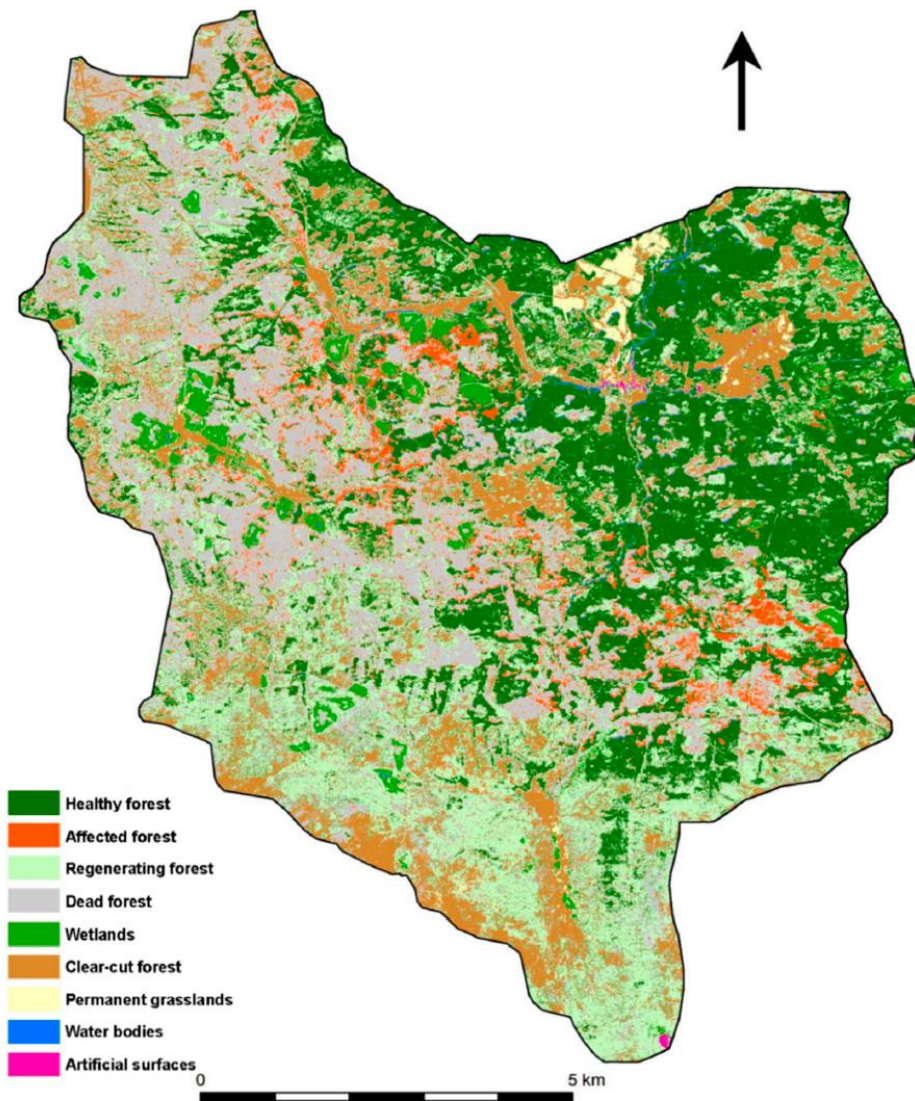 Healthy forest
Affected forest
Regenerating forest
Dead forest
Wetlands
Clear-cut forest
Permanent grasslands
Water bodies
Artificial surfaces
0 5 km